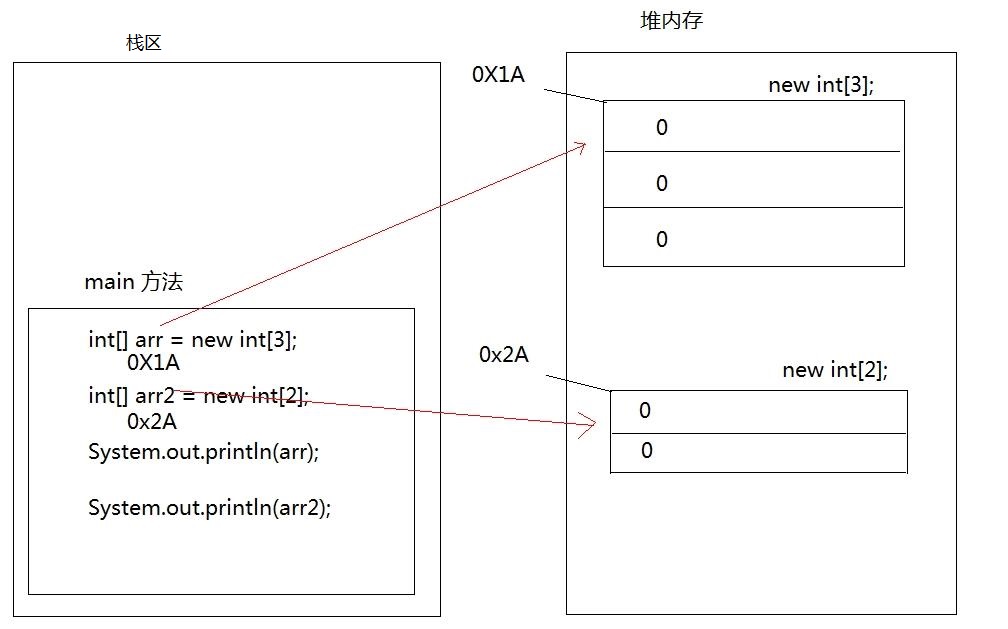 栈区
main 方法
int[] arr = new int[3];
0X1A
int[] arr2 = new int[2];
0x2A
System.out.println(arr);
System.out.println(arr2);
堆内存
0X1A
new int[3];
0
0
0
0x2A
new int[2];
0
0